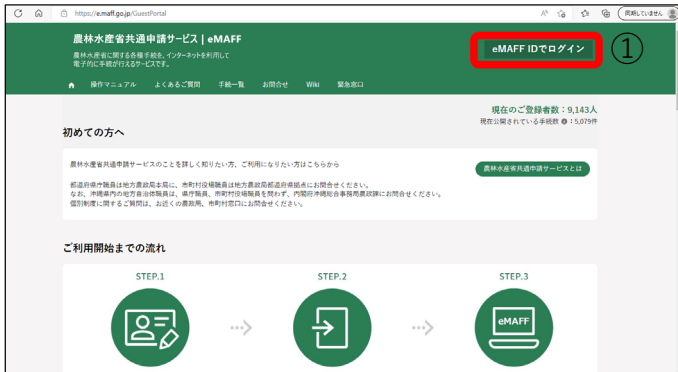 https://e.maff.go.jp/GuestPortal
同期していません
農林水産省共通申請サービス | eMAFF
農林水産省に関する各種手続を、インターネットを利用して
電子的に手続が行えるサービスです。
eMAFF IDでログイン
①
操作マニュアル よくあるご質問 手続一覧 お問合せ Wiki 緊急窓口
現在のご登録者数：9,143人
現在公開されている手続数 ：5,079件
初めての方へ
農林水産省共通申請サービスのことを詳しく知りたい方、ご利用になりたい方はこちらから
農林水産省共通申請サービスとは
都道府県庁職員は地方農政局本局に、市町村役場職員は地方農政局都道府県拠点にお問合せください。
なお、沖縄県内の地方自治体職員は、県庁職員、市町村役場職員を問わず、内閣府沖縄総合事務局農政課にお問合せください。
個別制度に関するご質問は、お近くの農政局、市町村窓口にお問合せください。
ご利用開始までの流れ
STEP.1
STEP.2
STEP.3
eMAFF